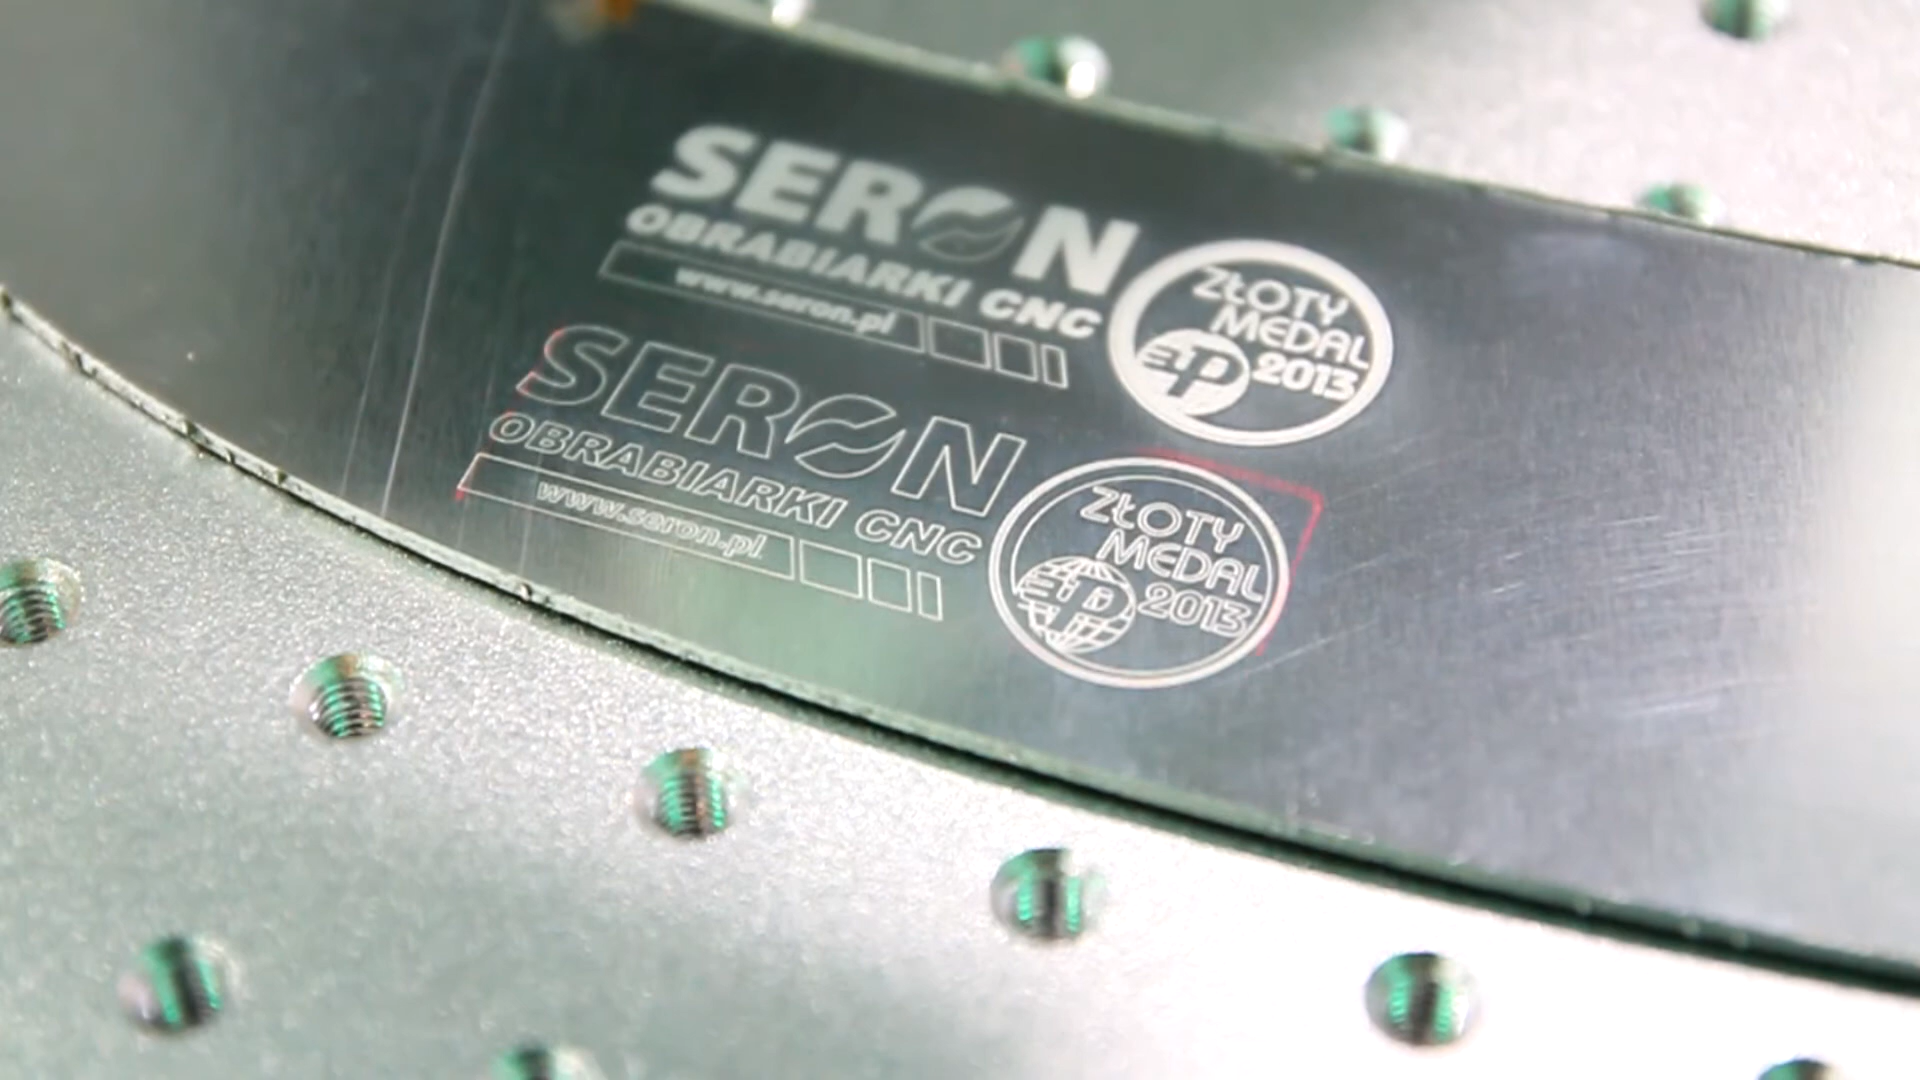 SERON
OBRABIARKI CNC
www.seron.pl
ZŁOTY
MEDAL
2013
SERON
OBRABIARKI CNC
www.seron.pl
ZŁOTY
MEDAL
2013